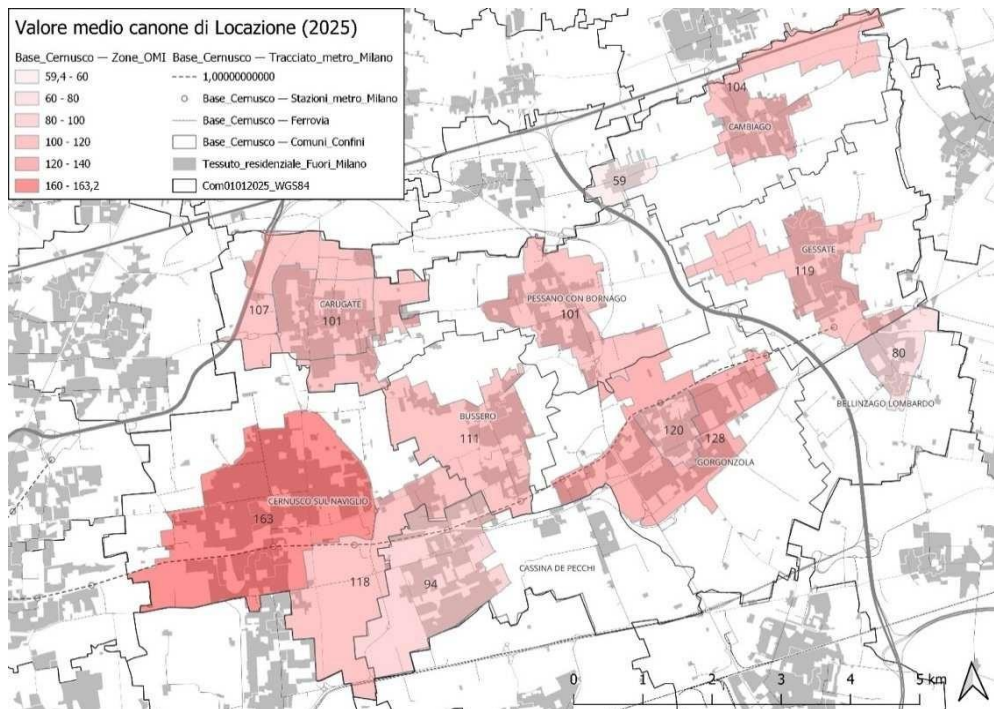 Valore medio canone di Locazione (2025)
Base_Cernusco — Zone_OMI
59,4 - 60
60 - 80
80 - 100
100 - 120
120 - 140
160 - 163,2
Base_Cernusco — Tracciato_metro_Milano
1,00000000000
Base_Cernusco — Stazioni_metro_Milano
Base_Cernusco — Ferrovia
Base_Cernusco — Comuni_Confini
Tessuto_residenziale_Fuori_Milano
Com01012025_WGS84
104
CAMBIAGO
59
GESSATE
119
CARUGATE
107
101
PESSANO CON BORNAGO
101
80
BELLINZAGO LOMBARDO
BUSSERO
111
120
128
GORGONZOLA
CERNUSCO SUL NAVIGLIO
163
118
94
CASSINA DE PECCHI
0 1 2 3 4 5 km